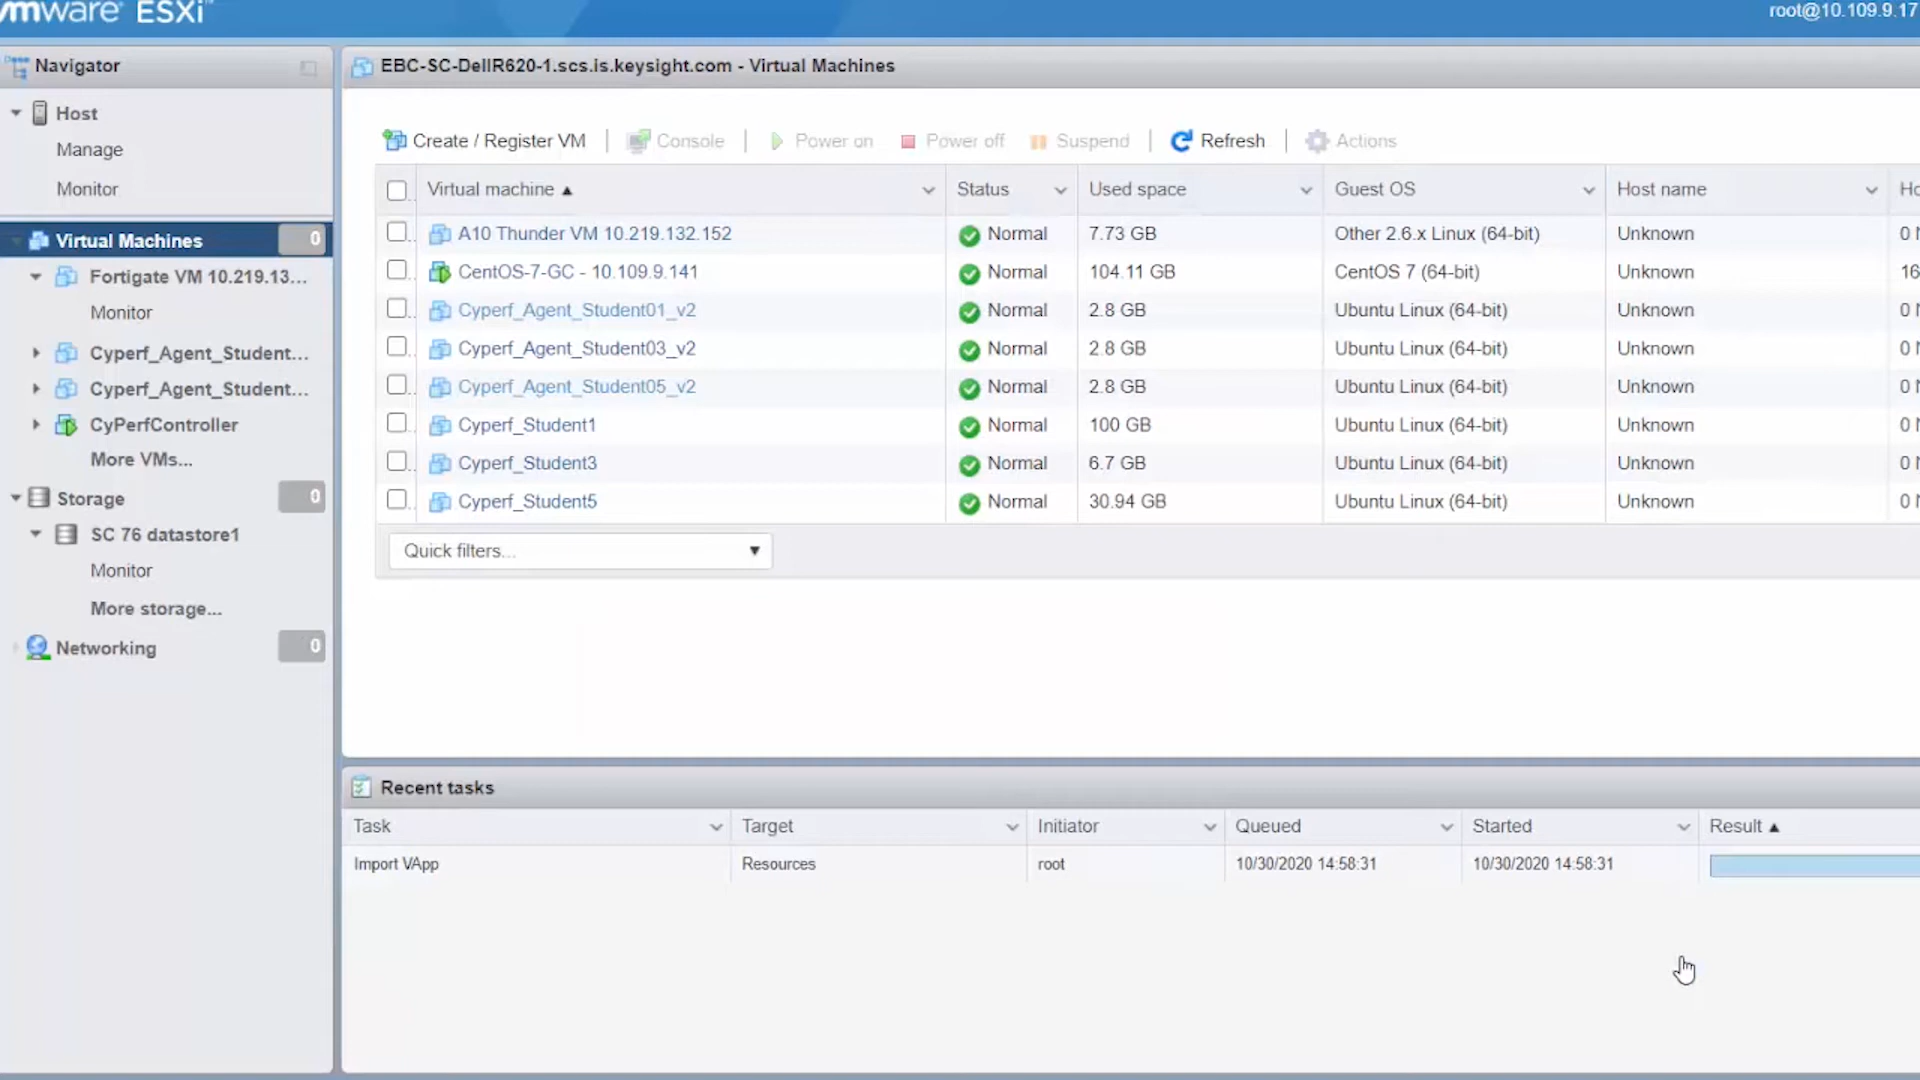 vmware ESXi
root@10.109.9.17
Navigator
Host
Manage
Monitor
Virtual Machines 0
Fortigate VM 10.219.13...
Monitor
Cyperf_Agent_Student...
Cyperf_Agent_Student...
CyPerfController
More VMs...
Storage 0
SC 76 datastore1
Monitor
More storage...
Networking 0
EBC-SC-DellR620-1.scs.is.keysight.com - Virtual Machines
Create / Register VM Console Power on Power off Suspend Refresh Actions
Virtual machine Status Used space Guest OS Host name
A10 Thunder VM 10.219.132.152 Normal 7.73 GB Other 2.6.x Linux (64-bit) Unknown
CentOS-7-GC - 10.109.9.141 Normal 104.11 GB CentOS 7 (64-bit) Unknown 16
Cyperf_Agent_Student01_v2 Normal 2.8 GB Ubuntu Linux (64-bit) Unknown 0
Cyperf_Agent_Student03_v2 Normal 2.8 GB Ubuntu Linux (64-bit) Unknown 0
Cyperf_Agent_Student05_v2 Normal 2.8 GB Ubuntu Linux (64-bit) Unknown 0
Cyperf_Student1 Normal 100 GB Ubuntu Linux (64-bit) Unknown 0
Cyperf_Student3 Normal 6.7 GB Ubuntu Linux (64-bit) Unknown 0
Cyperf_Student5 Normal 30.94 GB Ubuntu Linux (64-bit) Unknown 0
Quick filters...
Recent tasks
Task Target Initiator Queued Started Result
Import VApp Resources root 10/30/2020 14:58:31 10/30/2020 14:58:31